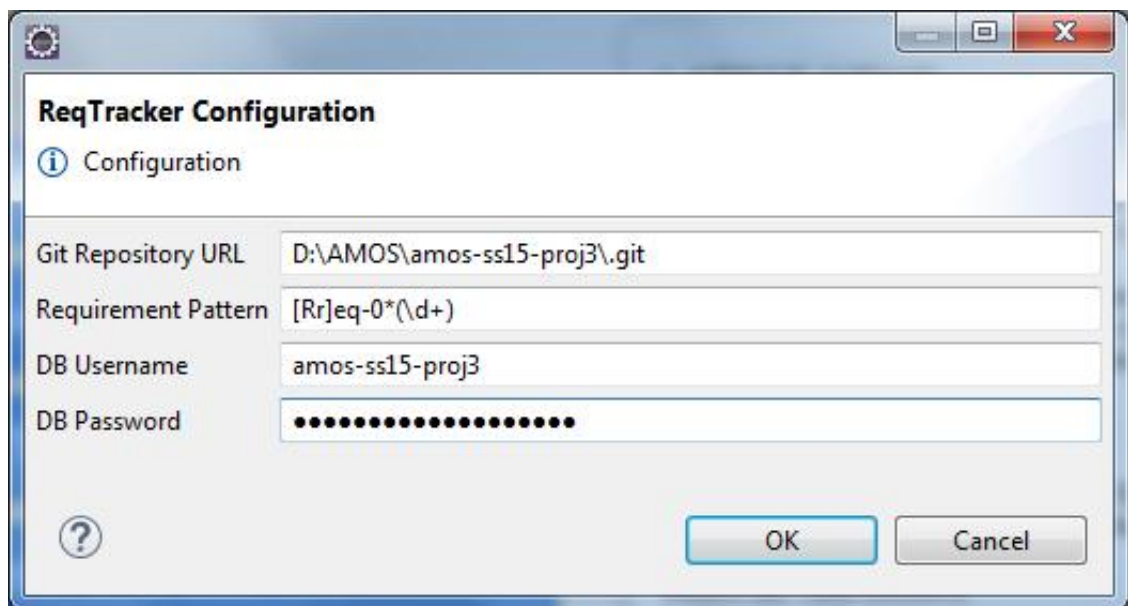 ReqTracker Configuration
Configuration
Git Repository URL D:\AMOS\amos-ss15-proj3\.git
Requirement Pattern [Rr]eq-0*(\d+)
DB Username amos-ss15-proj3
DB Password ●●●●●●●●●●●●●●●●●●●
OK Cancel